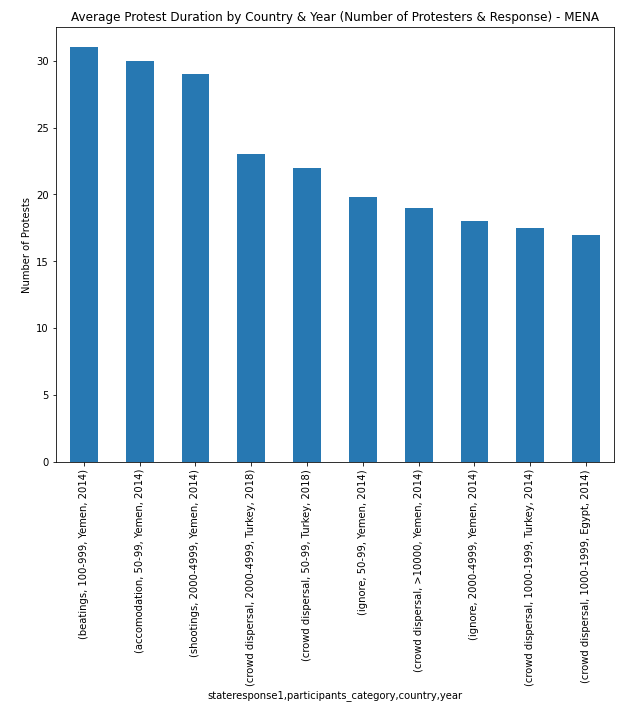 Average Protest Duration by Country & Year (Number of Protesters & Response) - MENA
Number of Protests
30
25
20
15
10
5
0
(beatings, 100-999, Yemen, 2014)
(accomodation, 50-99, Yemen, 2014)
(shootings, 2000-4999, Yemen, 2014)
(crowd dispersal, 2000-4999, Turkey, 2018)
(crowd dispersal, 50-99, Turkey, 2018)
(ignore, 50-99, Yemen, 2014)
(crowd dispersal, >10000, Yemen, 2014)
(ignore, 2000-4999, Yemen, 2014)
(crowd dispersal, 1000-1999, Turkey, 2014)
(crowd dispersal, 1000-1999, Egypt, 2014)
stateresponse1,participants_category,country,year